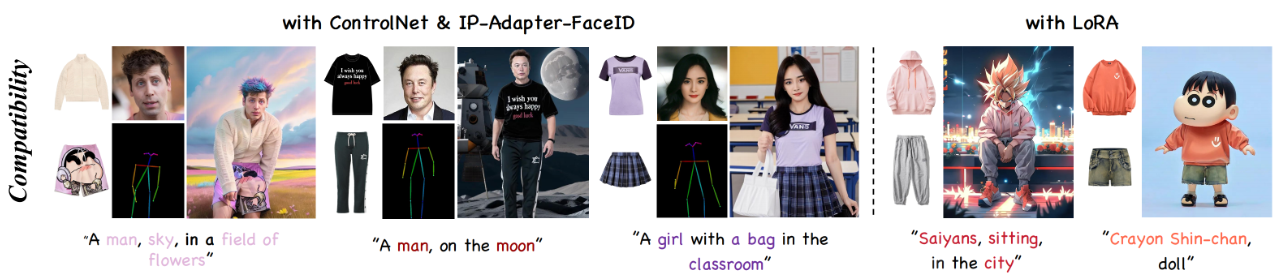 with ControlNet & IP-Adapter-FaceID
with LoRA
Compatibility
I wish you
always happy
good luck
I wish you
always happy
good luck
VANS
"A man, sky, in a field of
flowers"
"A man, on the moon"
"A girl with a bag in the
classroom"
"Saiyans, sitting,
in the city"
"Crayon Shin-chan,
doll"